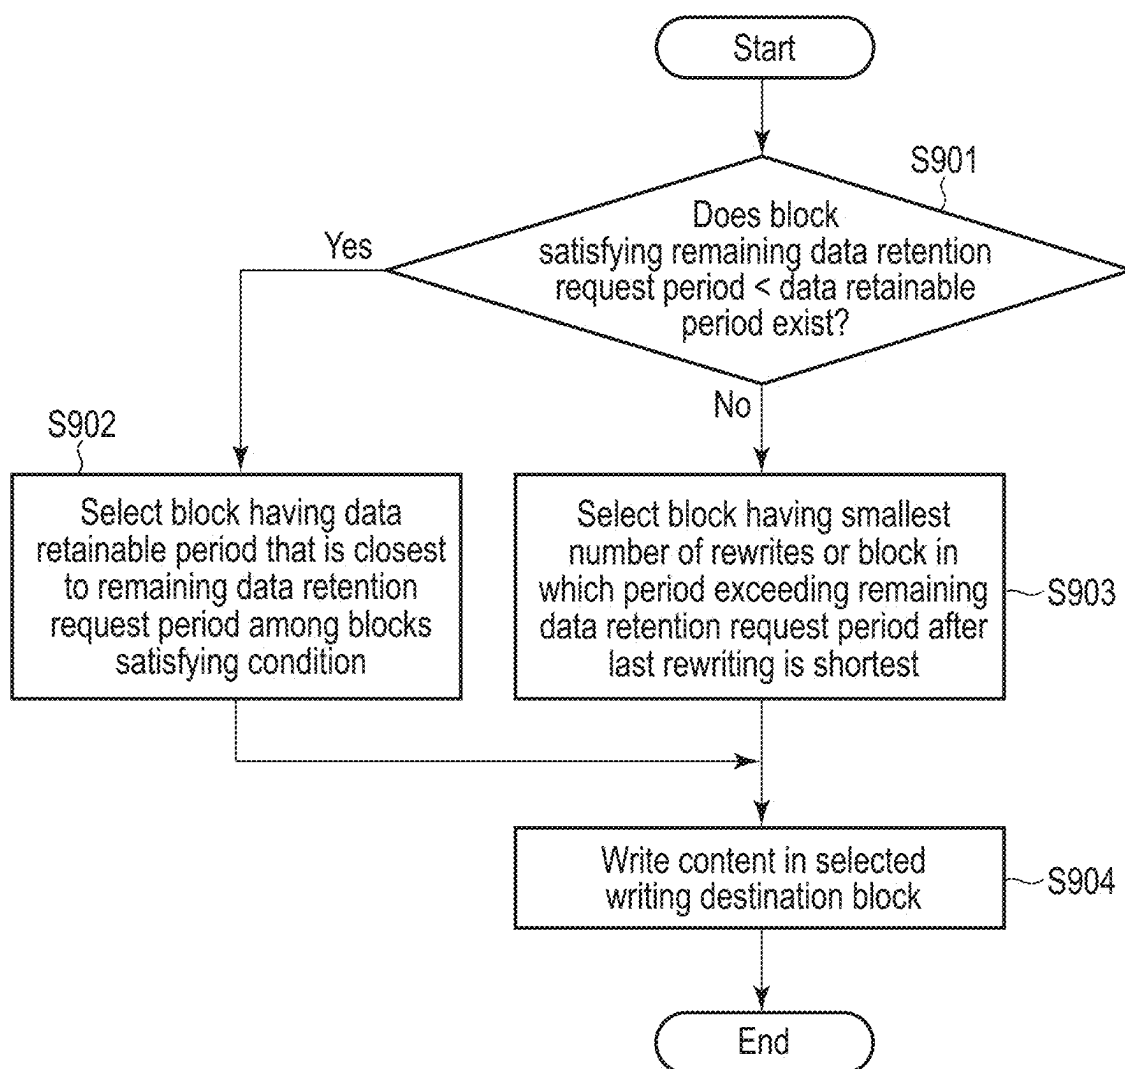 Start
S901
Does block
satisfying remaining data retention
request period < data retainable
period exist?
Yes
No
S902
Select block having data
retainable period that is closest
to remaining data retention
request period among blocks
satisfying condition
Select block having smallest
number of rewrites or block in
which period exceeding remaining
data retention request period after
last rewriting is shortest
S903
Write content in selected
writing destination block
S904
End